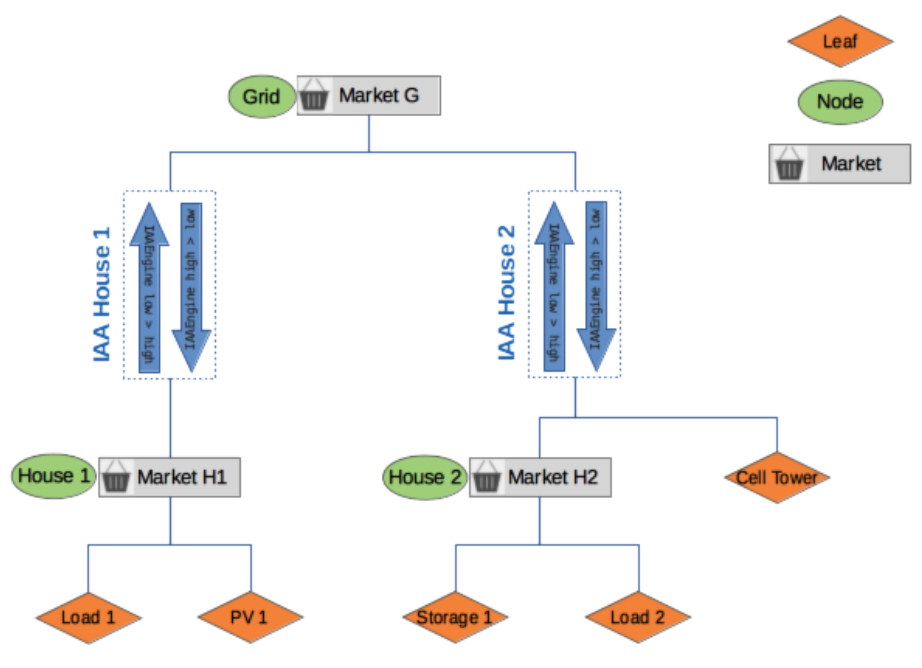 Leaf
Grid
Market G
Node
Market
IAA House 1
IAAEngine low > high
IAAEngine high > low
IAA House 2
IAAEngine low > high
IAAEngine high > low
House 1
Market H1
House 2
Market H2
Cell Tower
Load 1
PV 1
Storage 1
Load 2